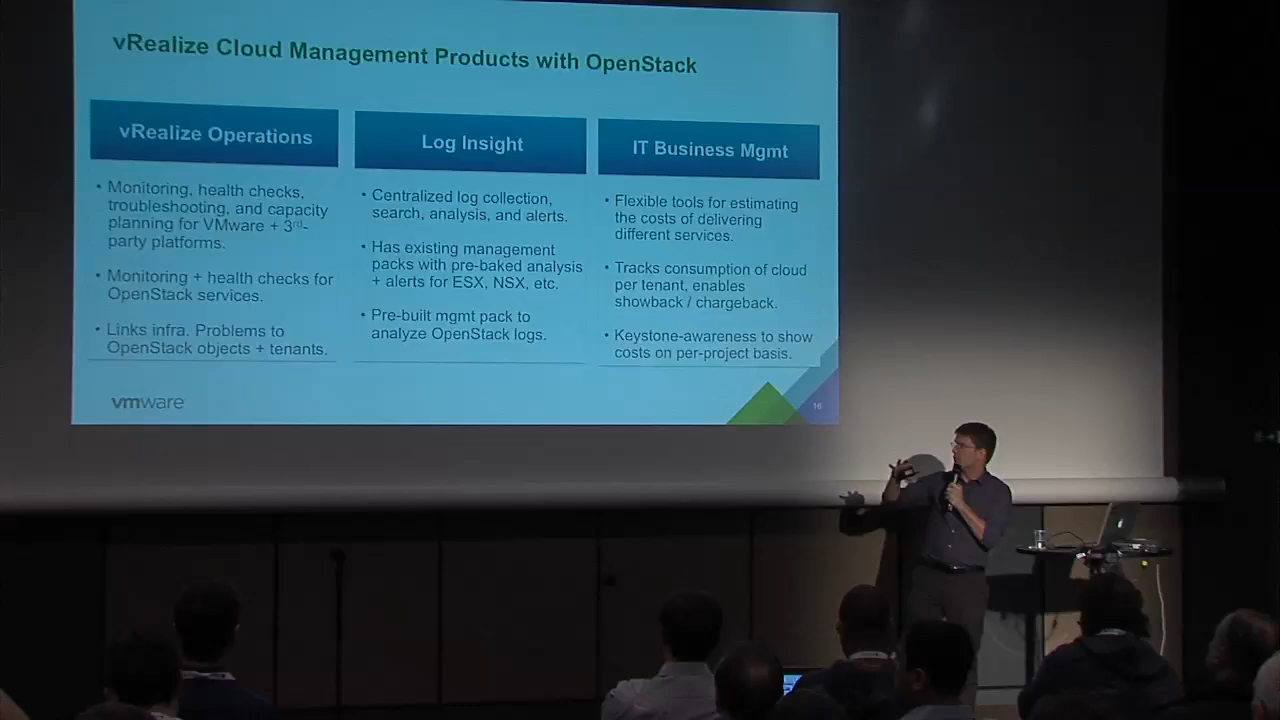 vRealize Cloud Management Products with OpenStack
vRealize Operations
• Monitoring, health checks,
troubleshooting, and capacity
planning for VMware + 3rd-
party platforms.
• Monitoring + health checks for
OpenStack services.
• Links infra. Problems to
OpenStack objects + tenants.
Log Insight
• Centralized log collection,
search, analysis, and alerts.
• Has existing management
packs with pre-baked analysis
+ alerts for ESX, NSX, etc.
• Pre-built mgmt pack to
analyze OpenStack logs.
IT Business Mgmt
• Flexible tools for estimating
the costs of delivering
different services.
• Tracks consumption of cloud
per tenant, enables
showback / chargeback.
• Keystone-awareness to show
costs on per-project basis.
vmware
16